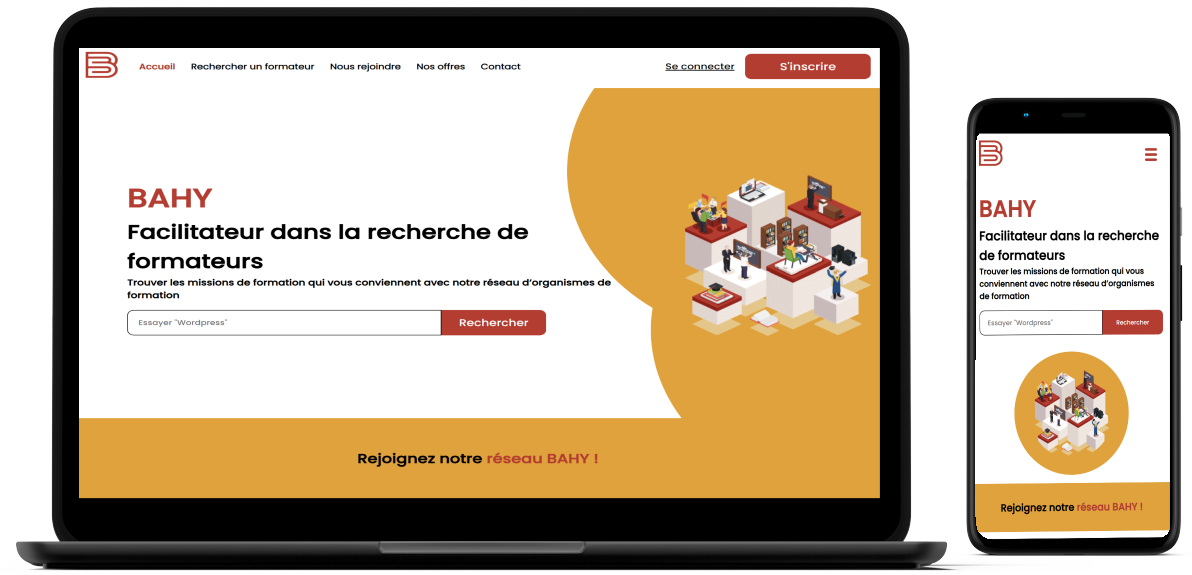 Accueil Rechercher un formateur Nous rejoindre Nos offres Contact Se connecter S'inscrire
BAHY
Facilitateur dans la recherche de
formateurs
Trouver les missions de formation qui vous conviennent avec notre réseau d'organismes de
formation
Essayer "Wordpress" Rechercher
Rejoignez notre réseau BAHY !
BAHY
Facilitateur dans la recherche
de formateurs
Trouver les missions de formation qui vous
conviennent avec notre réseau d'organismes
de formation
Essayer "Wordpress" Rechercher
Rejoignez notre réseau BAHY !